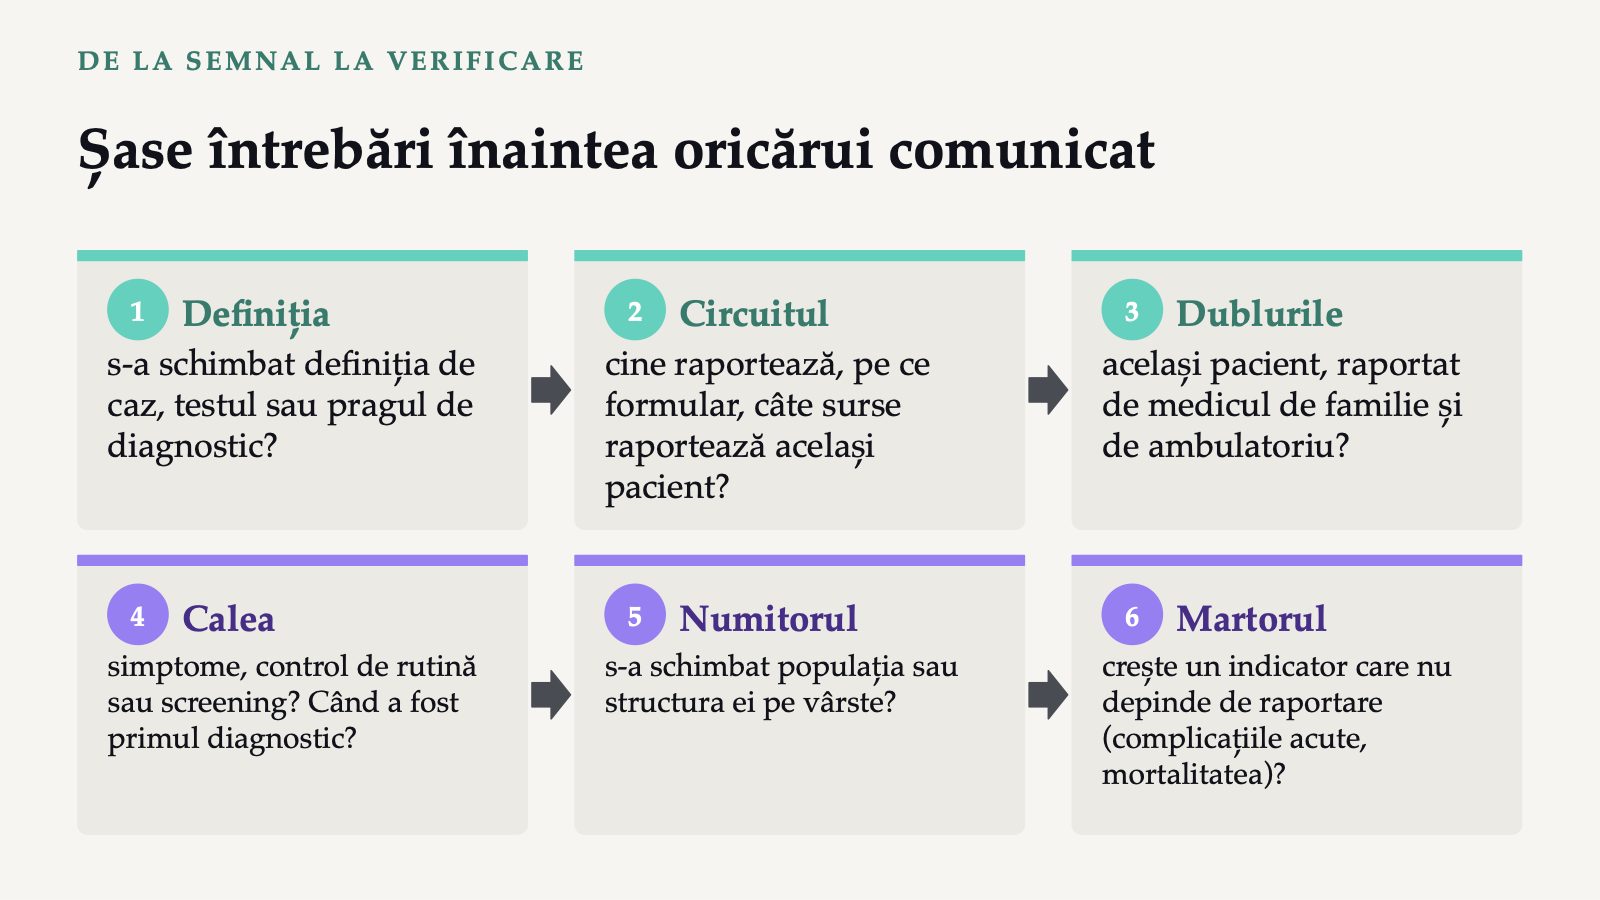 DE LA SEMNAL LA VERIFICARE
Șase întrebări înaintea oricărui comunicat
1 Definiția
s-a schimbat definiția de
caz, testul sau pragul de
diagnostic?
2 Circuitul
cine raportează, pe ce
formular, câte surse
raportează același
pacient?
3 Dublurile
același pacient, raportat
de medicul de familie și
de ambulatoriu?
4 Calea
simptome, control de rutină
sau screening? Când a fost
primul diagnostic?
5 Numitorul
s-a schimbat populația sau
structura ei pe vârste?
6 Martorul
crește un indicator care nu
depinde de raportare
(complicațiile acute,
mortalitatea)?